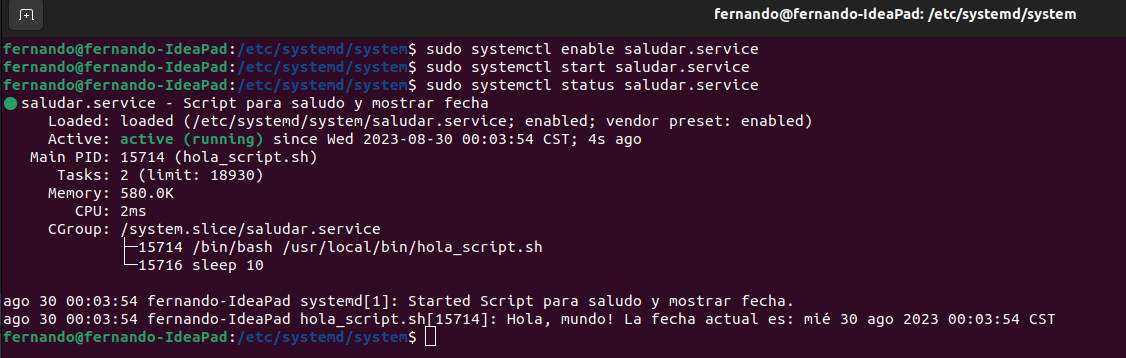 fernando@fernando-IdeaPad: /etc/systemd/system
fernando@fernando-IdeaPad:/etc/systemd/system$ sudo systemctl enable saludar.service
fernando@fernando-IdeaPad:/etc/systemd/system$ sudo systemctl start saludar.service
fernando@fernando-IdeaPad:/etc/systemd/system$ sudo systemctl status saludar.service
● saludar.service - Script para saludo y mostrar fecha
     Loaded: loaded (/etc/systemd/system/saludar.service; enabled; vendor preset: enabled)
     Active: active (running) since Wed 2023-08-30 00:03:54 CST; 4s ago
   Main PID: 15714 (hola_script.sh)
      Tasks: 2 (limit: 18930)
     Memory: 580.0K
        CPU: 2ms
     CGroup: /system.slice/saludar.service
             ├─15714 /bin/bash /usr/local/bin/hola_script.sh
             └─15716 sleep 10

ago 30 00:03:54 fernando-IdeaPad systemd[1]: Started Script para saludo y mostrar fecha.
ago 30 00:03:54 fernando-IdeaPad hola_script.sh[15714]: Hola, mundo! La fecha actual es: mié 30 ago 2023 00:03:54 CST
fernando@fernando-IdeaPad:/etc/systemd/system$